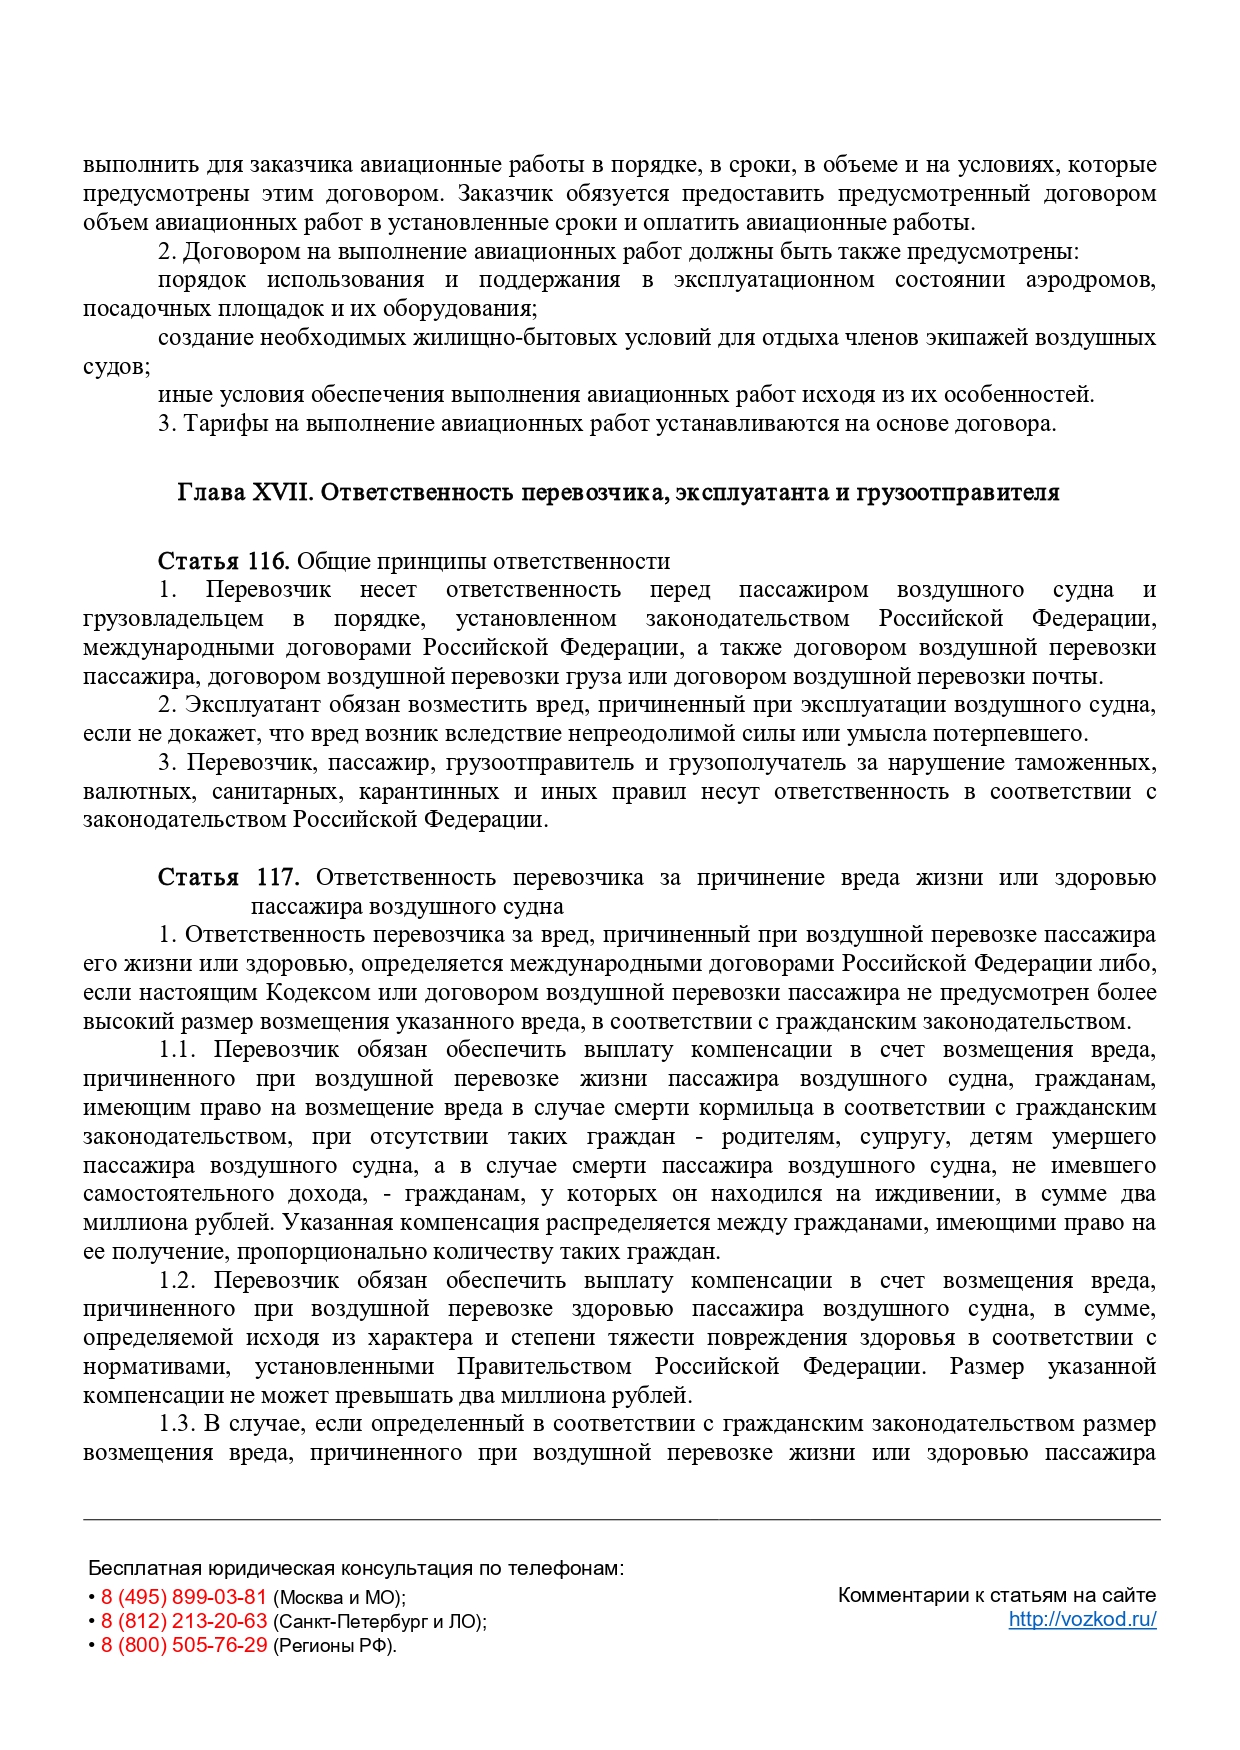 выполнить для заказчика авиационные работы в порядке, в сроки, в объеме и на условиях, которые
предусмотрены этим договором. Заказчик обязуется предоставить предусмотренный договором
объем авиационных работ в установленные сроки и оплатить авиационные работы.
2. Договором на выполнение авиационных работ должны быть также предусмотрены:
порядок использования и поддержания в эксплуатационном состоянии аэродромов,
посадочных площадок и их оборудования;
создание необходимых жилищно-бытовых условий для отдыха членов экипажей воздушных
судов;
иные условия обеспечения выполнения авиационных работ исходя из их особенностей.
3. Тарифы на выполнение авиационных работ устанавливаются на основе договора.
Глава XVII. Ответственность перевозчика, эксплуатанта и грузоотправителя
Статья 116. Общие принципы ответственности
1. Перевозчик несет ответственность перед пассажиром воздушного судна и
грузовладельцем в порядке, установленном законодательством Российской Федерации,
международными договорами Российской Федерации, а также договором воздушной перевозки
пассажира, договором воздушной перевозки груза или договором воздушной перевозки почты.
2. Эксплуатант обязан возместить вред, причиненный при эксплуатации воздушного судна,
если не докажет, что вред возник вследствие непреодолимой силы или умысла потерпевшего.
3. Перевозчик, пассажир, грузоотправитель и грузополучатель за нарушение таможенных,
валютных, санитарных, карантинных и иных правил несут ответственность в соответствии с
законодательством Российской Федерации.
Статья 117. Ответственность перевозчика за причинение вреда жизни или здоровью
пассажира воздушного судна
1. Ответственность перевозчика за вред, причиненный при воздушной перевозке пассажира
его жизни или здоровью, определяется международными договорами Российской Федерации либо,
если настоящим Кодексом или договором воздушной перевозки пассажира не предусмотрен более
высокий размер возмещения указанного вреда, в соответствии с гражданским законодательством.
1.1. Перевозчик обязан обеспечить выплату компенсации в счет возмещения вреда,
причиненного при воздушной перевозке жизни пассажира воздушного судна, гражданам,
имеющим право на возмещение вреда в случае смерти кормильца в соответствии с гражданским
законодательством, при отсутствии таких граждан - родителям, супругу, детям умершего
пассажира воздушного судна, а в случае смерти пассажира воздушного судна, не имевшего
самостоятельного дохода, - гражданам, у которых он находился на иждивении, в сумме два
миллиона рублей. Указанная компенсация распределяется между гражданами, имеющими право на
ее получение, пропорционально количеству таких граждан.
1.2. Перевозчик обязан обеспечить выплату компенсации в счет возмещения вреда,
причиненного при воздушной перевозке здоровью пассажира воздушного судна, в сумме,
определяемой исходя из характера и степени тяжести повреждения здоровья в соответствии с
нормативами, установленными Правительством Российской Федерации. Размер указанной
компенсации не может превышать два миллиона рублей.
1.3. В случае, если определенный в соответствии с гражданским законодательством размер
возмещения вреда, причиненного при воздушной перевозке жизни или здоровью пассажира
Бесплатная юридическая консультация по телефонам:
• 8 (495) 899-03-81 (Москва и МО);
• 8 (812) 213-20-63 (Санкт-Петербург и ЛО);
• 8 (800) 505-76-29 (Регионы РФ).
Комментарии к статьям на сайте
http://vozkod.ru/